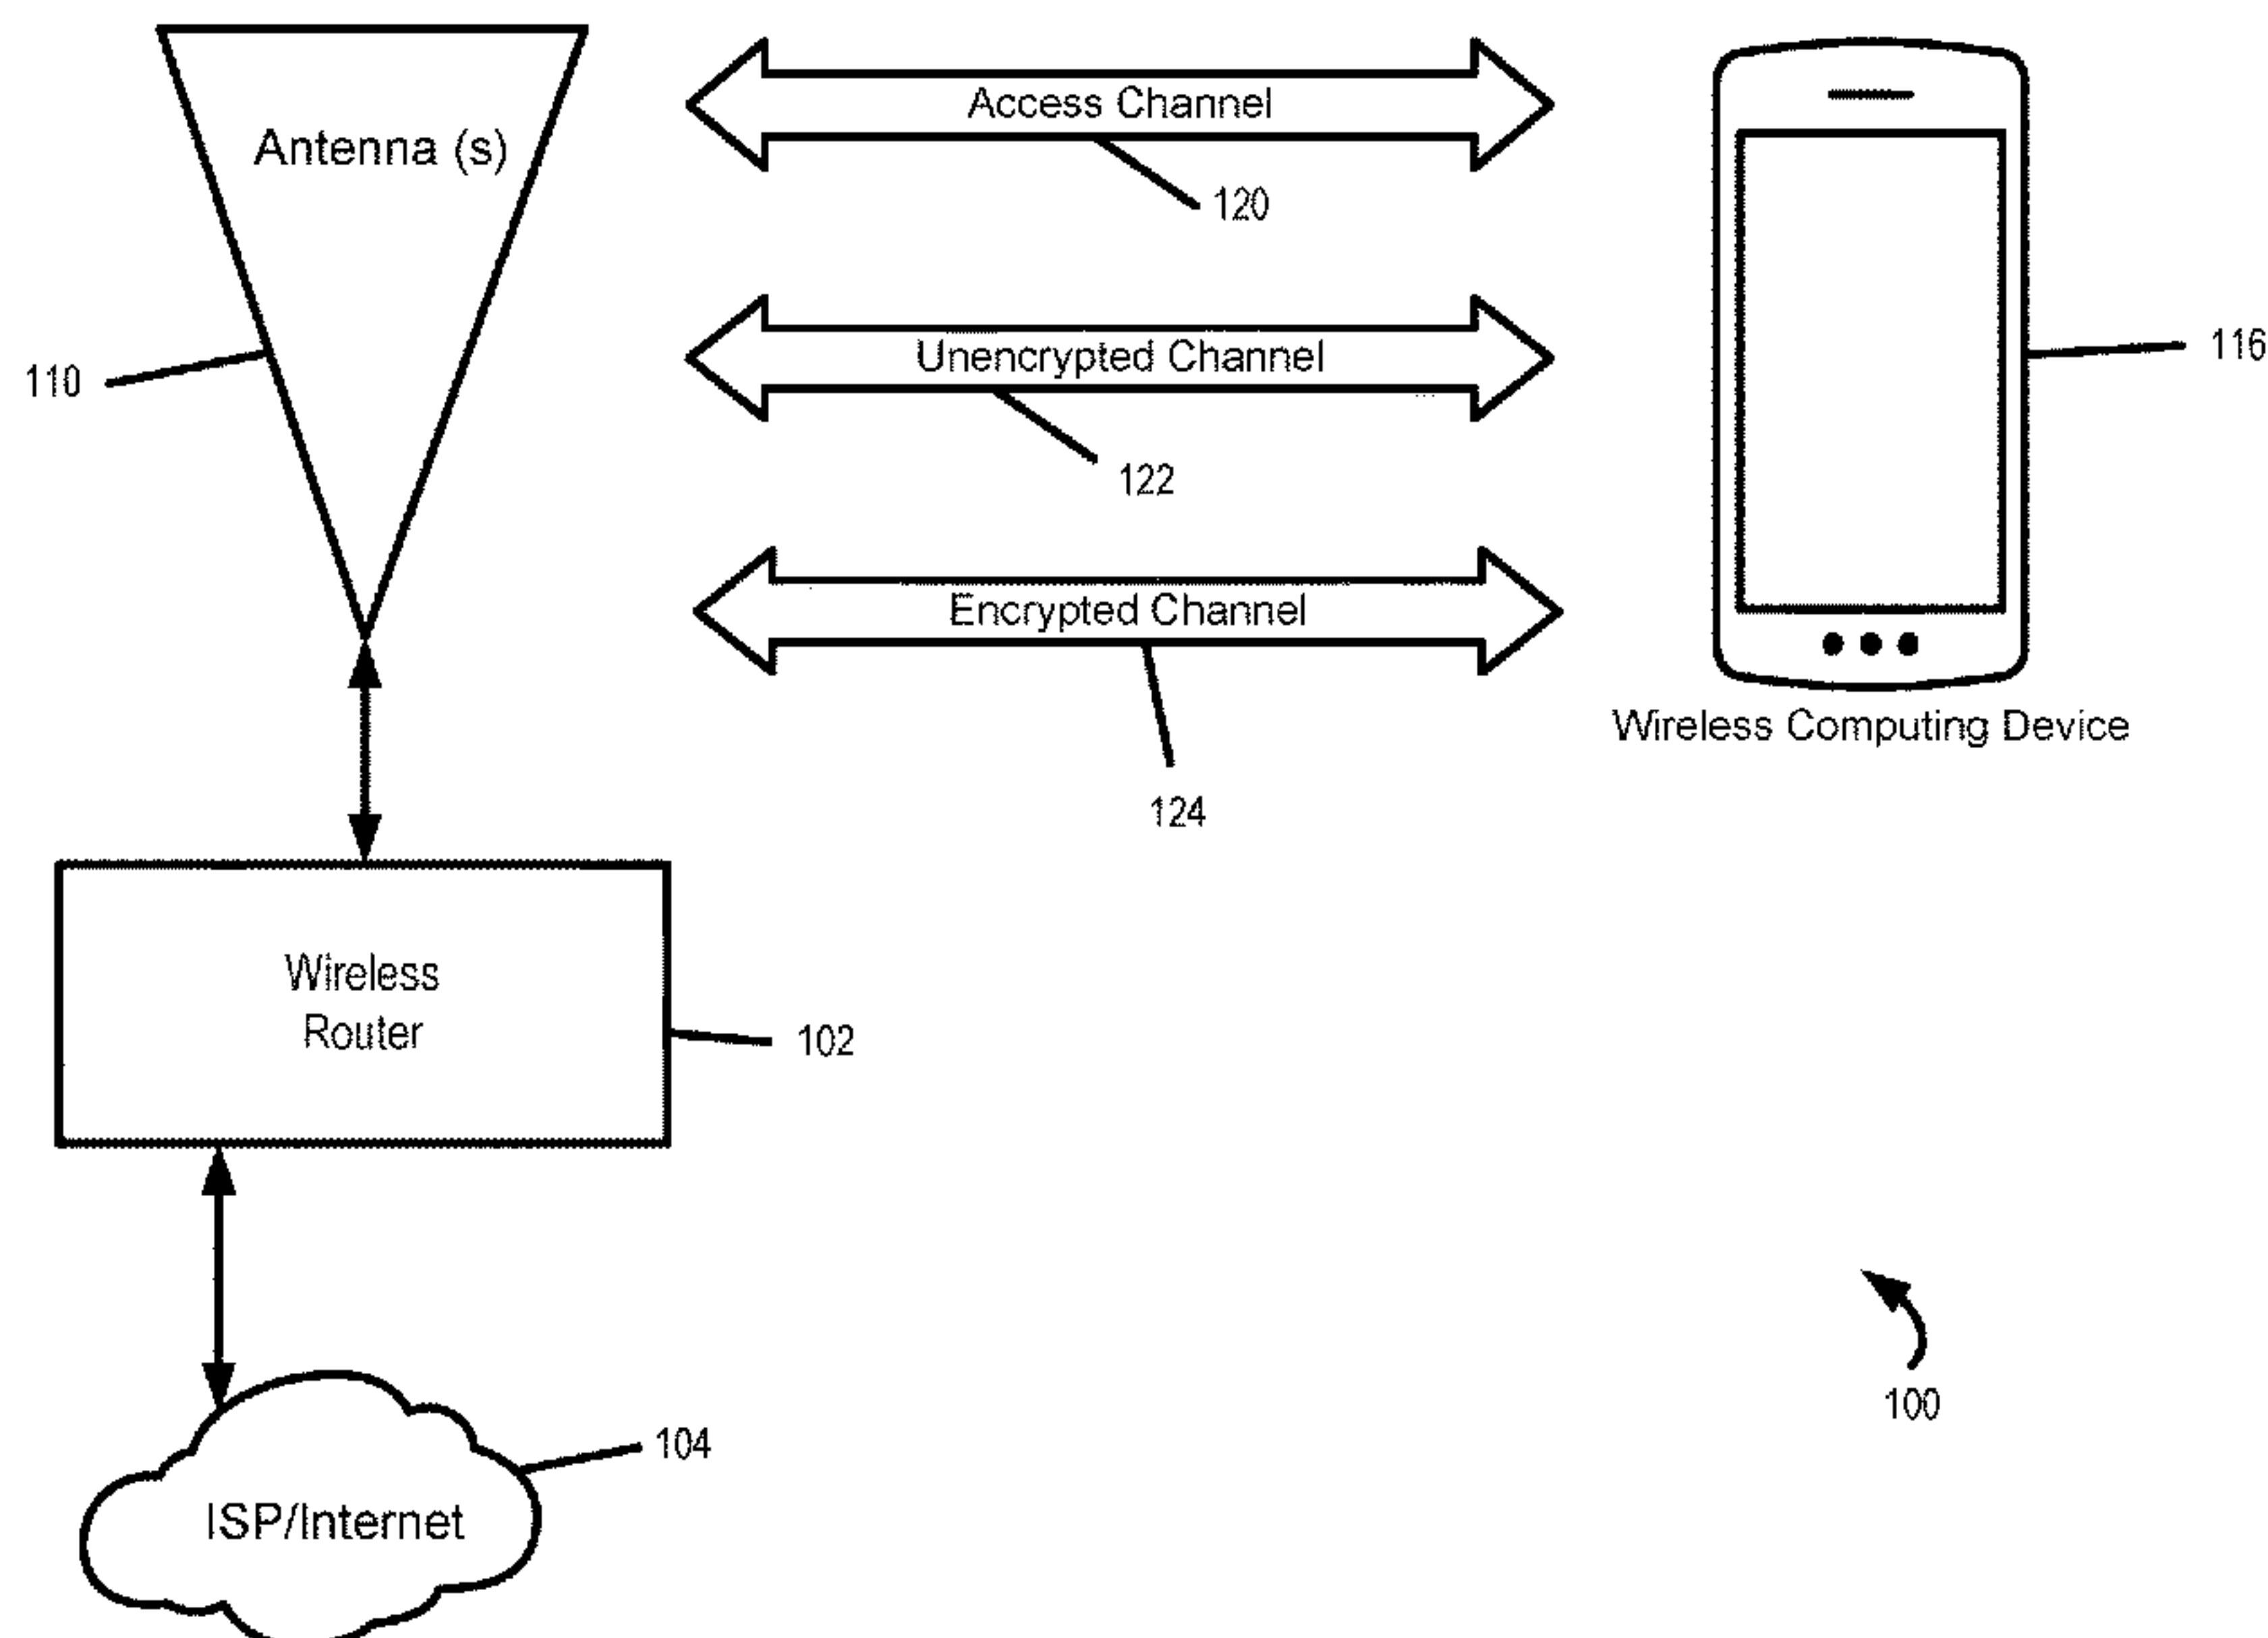 Antenna (s)
Access Channel
120
Unencrypted Channel
116
110
122
Encrypted Channel
Wireless Computing Device
124
Wireless
Router
102
100
104
ISP/Internet